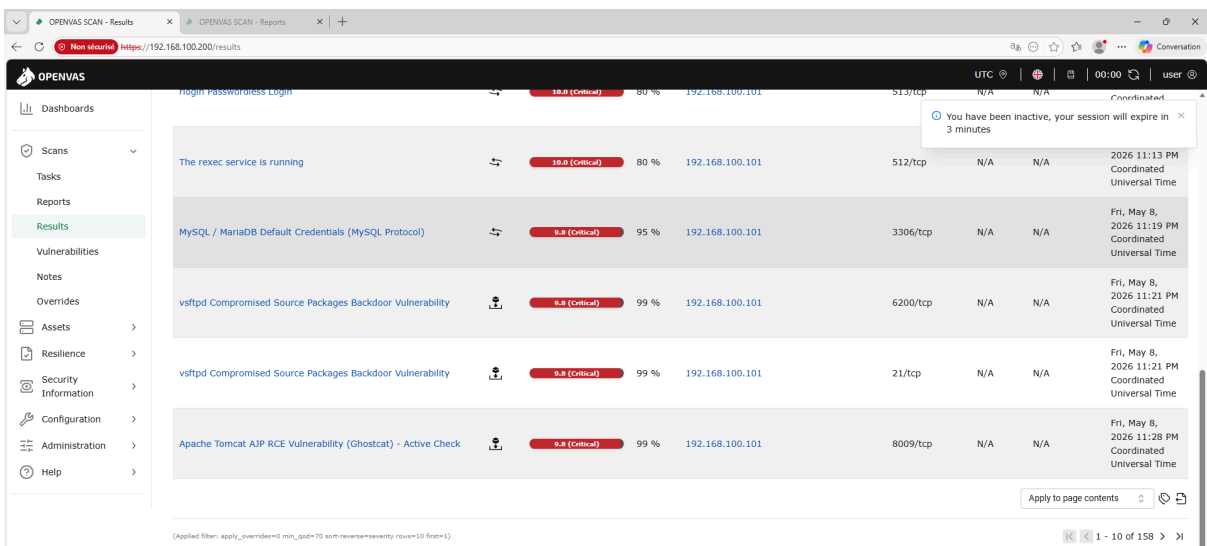 OPENVAS SCAN - Results
OPENVAS SCAN - Reports
Non sécurisé https://192.168.100.200/results
Conversation
OPENVAS
UTC
00:00
user
Dashboards
Scans
Tasks
Reports
Results
Vulnerabilities
Notes
Overrides
Assets
Resilience
Security
Information
Configuration
Administration
Help
You have been inactive, your session will expire in
3 minutes
rlogin Passwordless Login 10.0 (Critical) 80 % 192.168.100.101 513/tcp N/A N/A
Coordinated
The rexec service is running 10.0 (Critical) 80 % 192.168.100.101 512/tcp N/A N/A
2026 11:13 PM
Coordinated
Universal Time
MySQL / MariaDB Default Credentials (MySQL Protocol) 9.8 (Critical) 95 % 192.168.100.101 3306/tcp N/A N/A
Fri, May 8,
2026 11:19 PM
Coordinated
Universal Time
vsftpd Compromised Source Packages Backdoor Vulnerability 9.8 (Critical) 99 % 192.168.100.101 6200/tcp N/A N/A
Fri, May 8,
2026 11:21 PM
Coordinated
Universal Time
vsftpd Compromised Source Packages Backdoor Vulnerability 9.8 (Critical) 99 % 192.168.100.101 21/tcp N/A N/A
Fri, May 8,
2026 11:21 PM
Coordinated
Universal Time
Apache Tomcat AJP RCE Vulnerability (Ghostcat) - Active Check 9.8 (Critical) 99 % 192.168.100.101 8009/tcp N/A N/A
Fri, May 8,
2026 11:28 PM
Coordinated
Universal Time
Apply to page contents
(Applied filter: apply_overrides=0 min_qod=70 sort-reverse=severity rows=10 first=1)
1 - 10 of 158